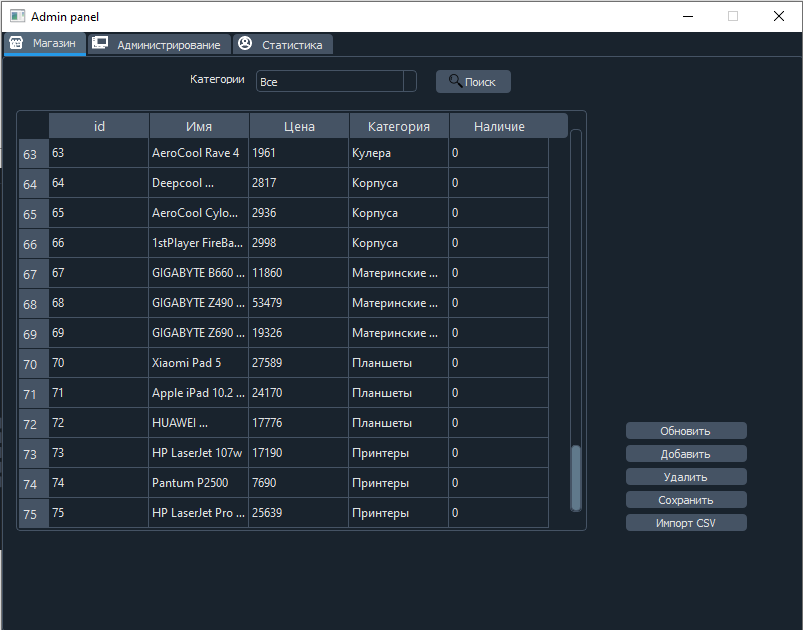 Admin panel
Магазин Администрирование Статистика
Категории Все Поиск
id Имя Цена Категория Наличие
63 63 AeroCool Rave 4 1961 Кулера 0
64 64 Deepcool ... 2817 Корпуса 0
65 65 AeroCool Cylo... 2936 Корпуса 0
66 66 1stPlayer FireBa... 2998 Корпуса 0
67 67 GIGABYTE B660 ... 11860 Материнские ... 0
68 68 GIGABYTE Z490 ... 53479 Материнские ... 0
69 69 GIGABYTE Z690 ... 19326 Материнские ... 0
70 70 Xiaomi Pad 5 27589 Планшеты 0
71 71 Apple iPad 10.2 ... 24170 Планшеты 0
72 72 HUAWEI ... 17776 Планшеты 0
73 73 HP LaserJet 107w 17190 Принтеры 0
74 74 Pantum P2500 7690 Принтеры 0
75 75 HP LaserJet Pro ... 25639 Принтеры 0
Обновить
Добавить
Удалить
Сохранить
Импорт CSV